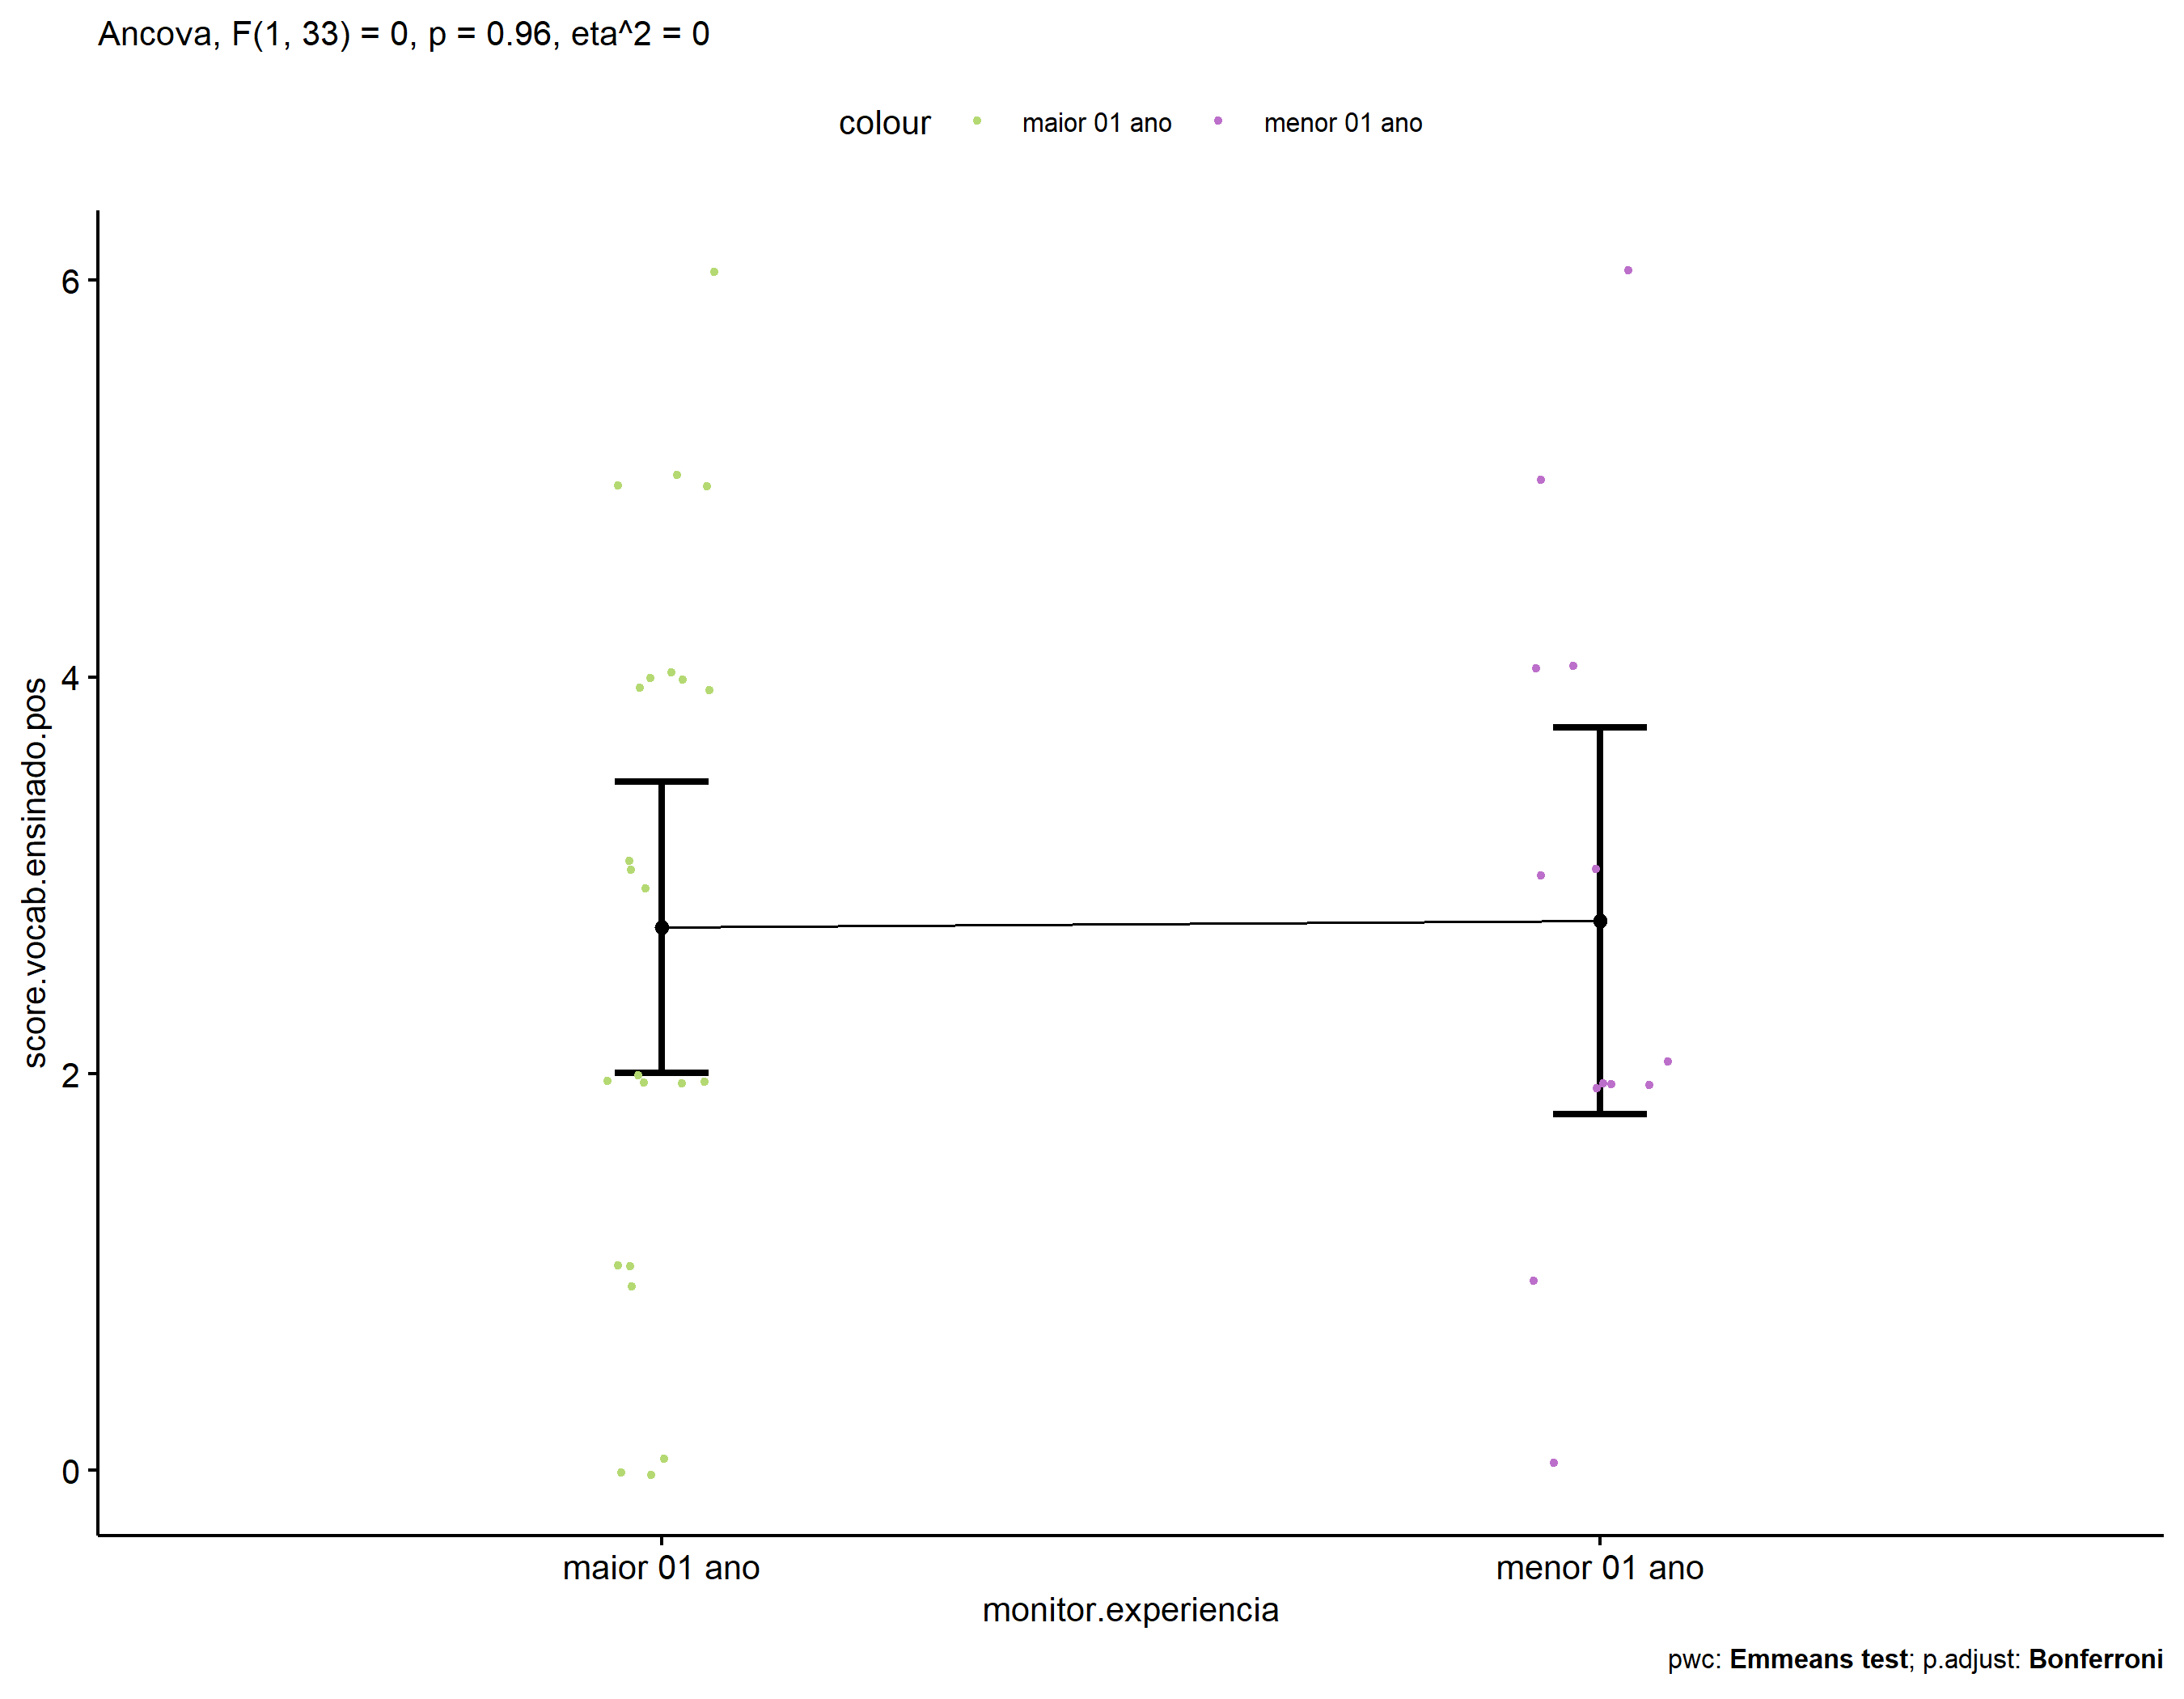 Ancova, F(1, 33) = 0, p = 0.96, eta^2 = 0
colour maior 01 ano menor 01 ano
score.vocab.ensinado.pos
6
4
2
0
maior 01 ano menor 01 ano
monitor.experiencia
pwc: Emmeans test; p.adjust: Bonferroni